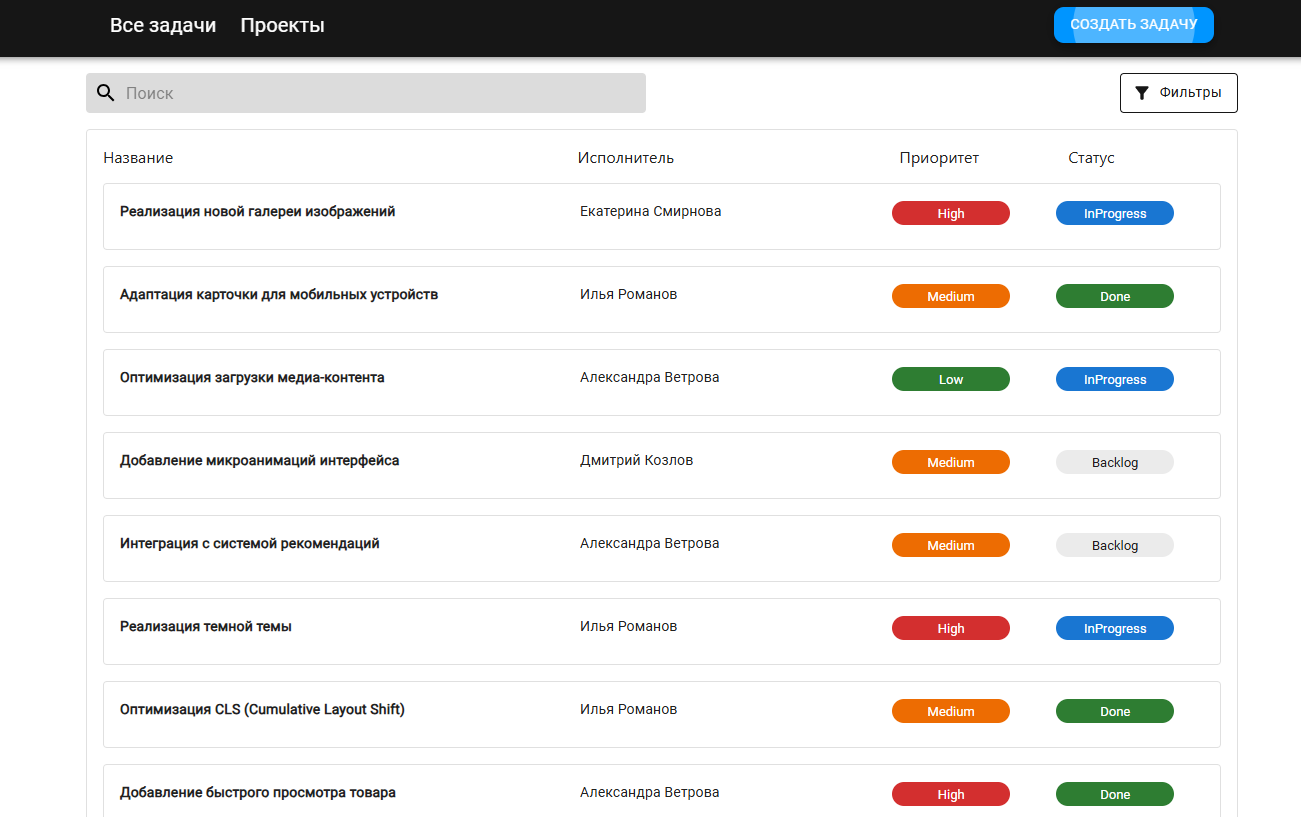 Все задачи Проекты СОЗДАТЬ ЗАДАЧУ
Поиск Фильтры
Название Исполнитель Приоритет Статус
Реализация новой галереи изображений Екатерина Смирнова High InProgress
Адаптация карточки для мобильных устройств Илья Романов Medium Done
Оптимизация загрузки медиа-контента Александра Ветрова Low InProgress
Добавление микроанимаций интерфейса Дмитрий Козлов Medium Backlog
Интеграция с системой рекомендаций Александра Ветрова Medium Backlog
Реализация темной темы Илья Романов High InProgress
Оптимизация CLS (Cumulative Layout Shift) Илья Романов Medium Done
Добавление быстрого просмотра товара Александра Ветрова High Done